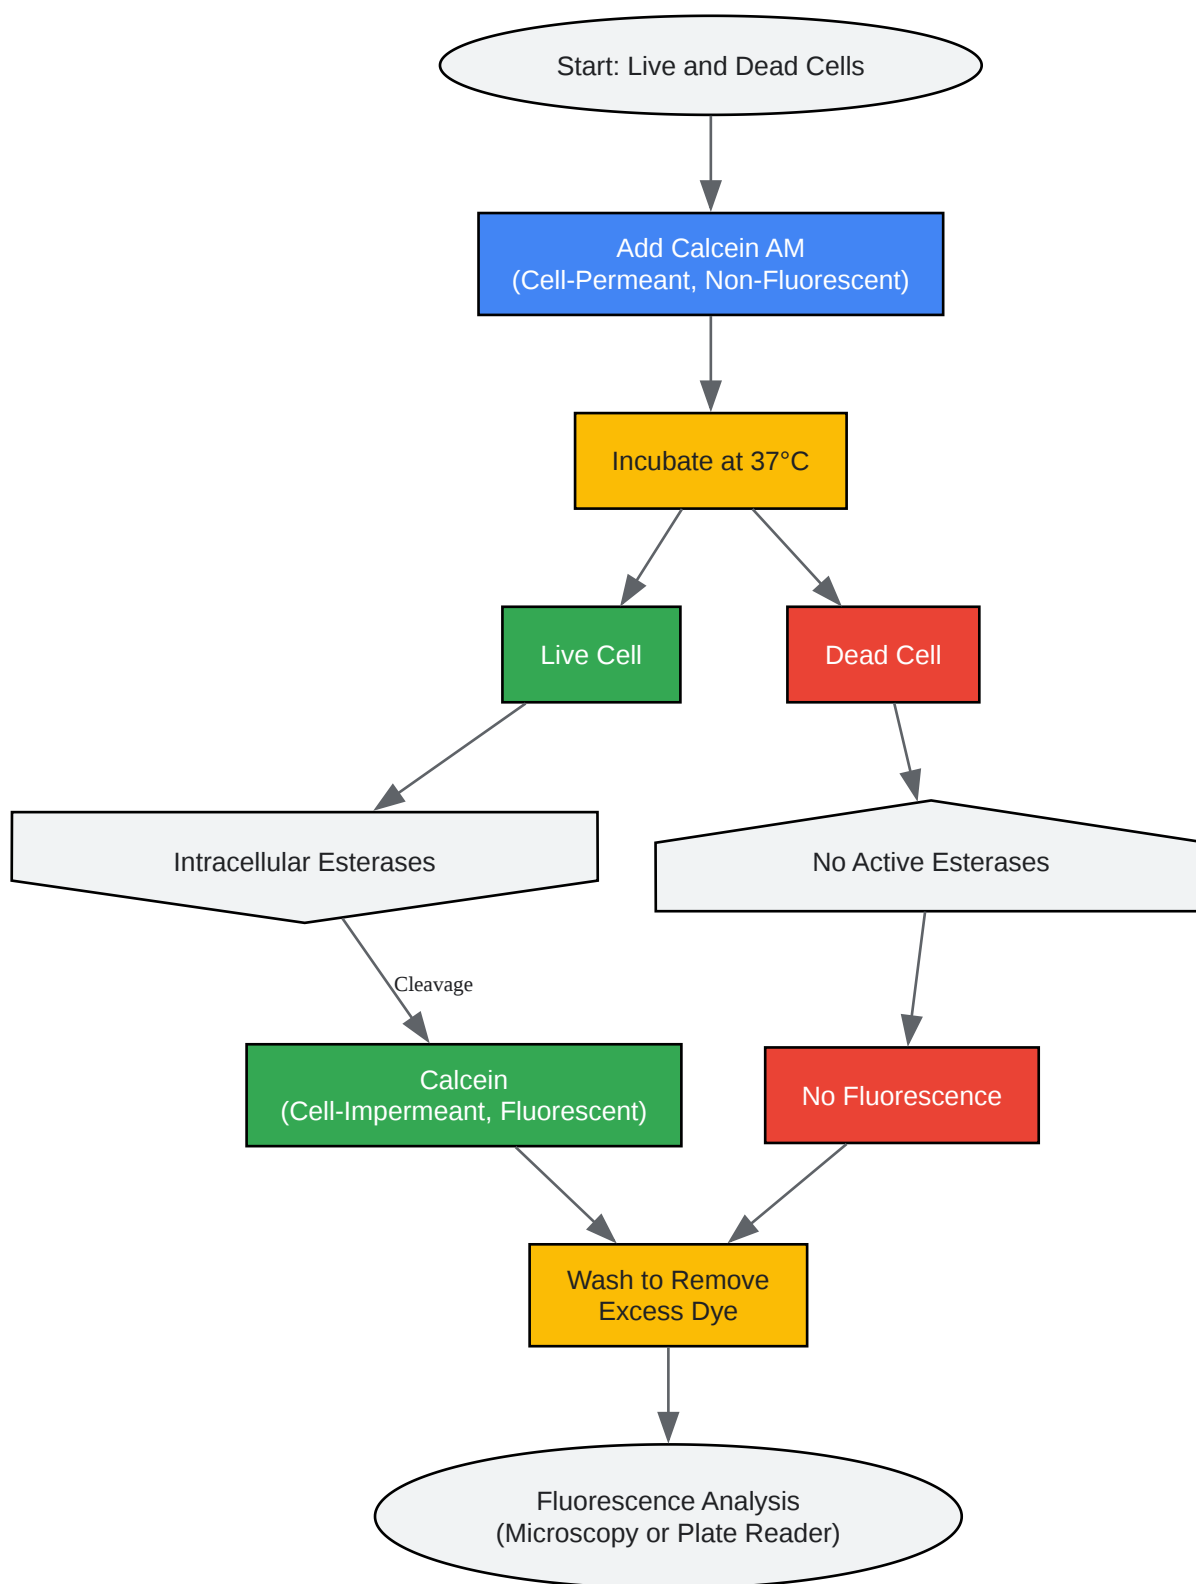 Start: Live and Dead Cells
Add Calcein AM
(Cell-Permeant, Non-Fluorescent)
Incubate at 37°C
Live Cell
Dead Cell
Intracellular Esterases
No Active Esterases
Cleavage
Calcein
(Cell-Impermeant, Fluorescent)
No Fluorescence
Wash to Remove
Excess Dye
Fluorescence Analysis
(Microscopy or Plate Reader)